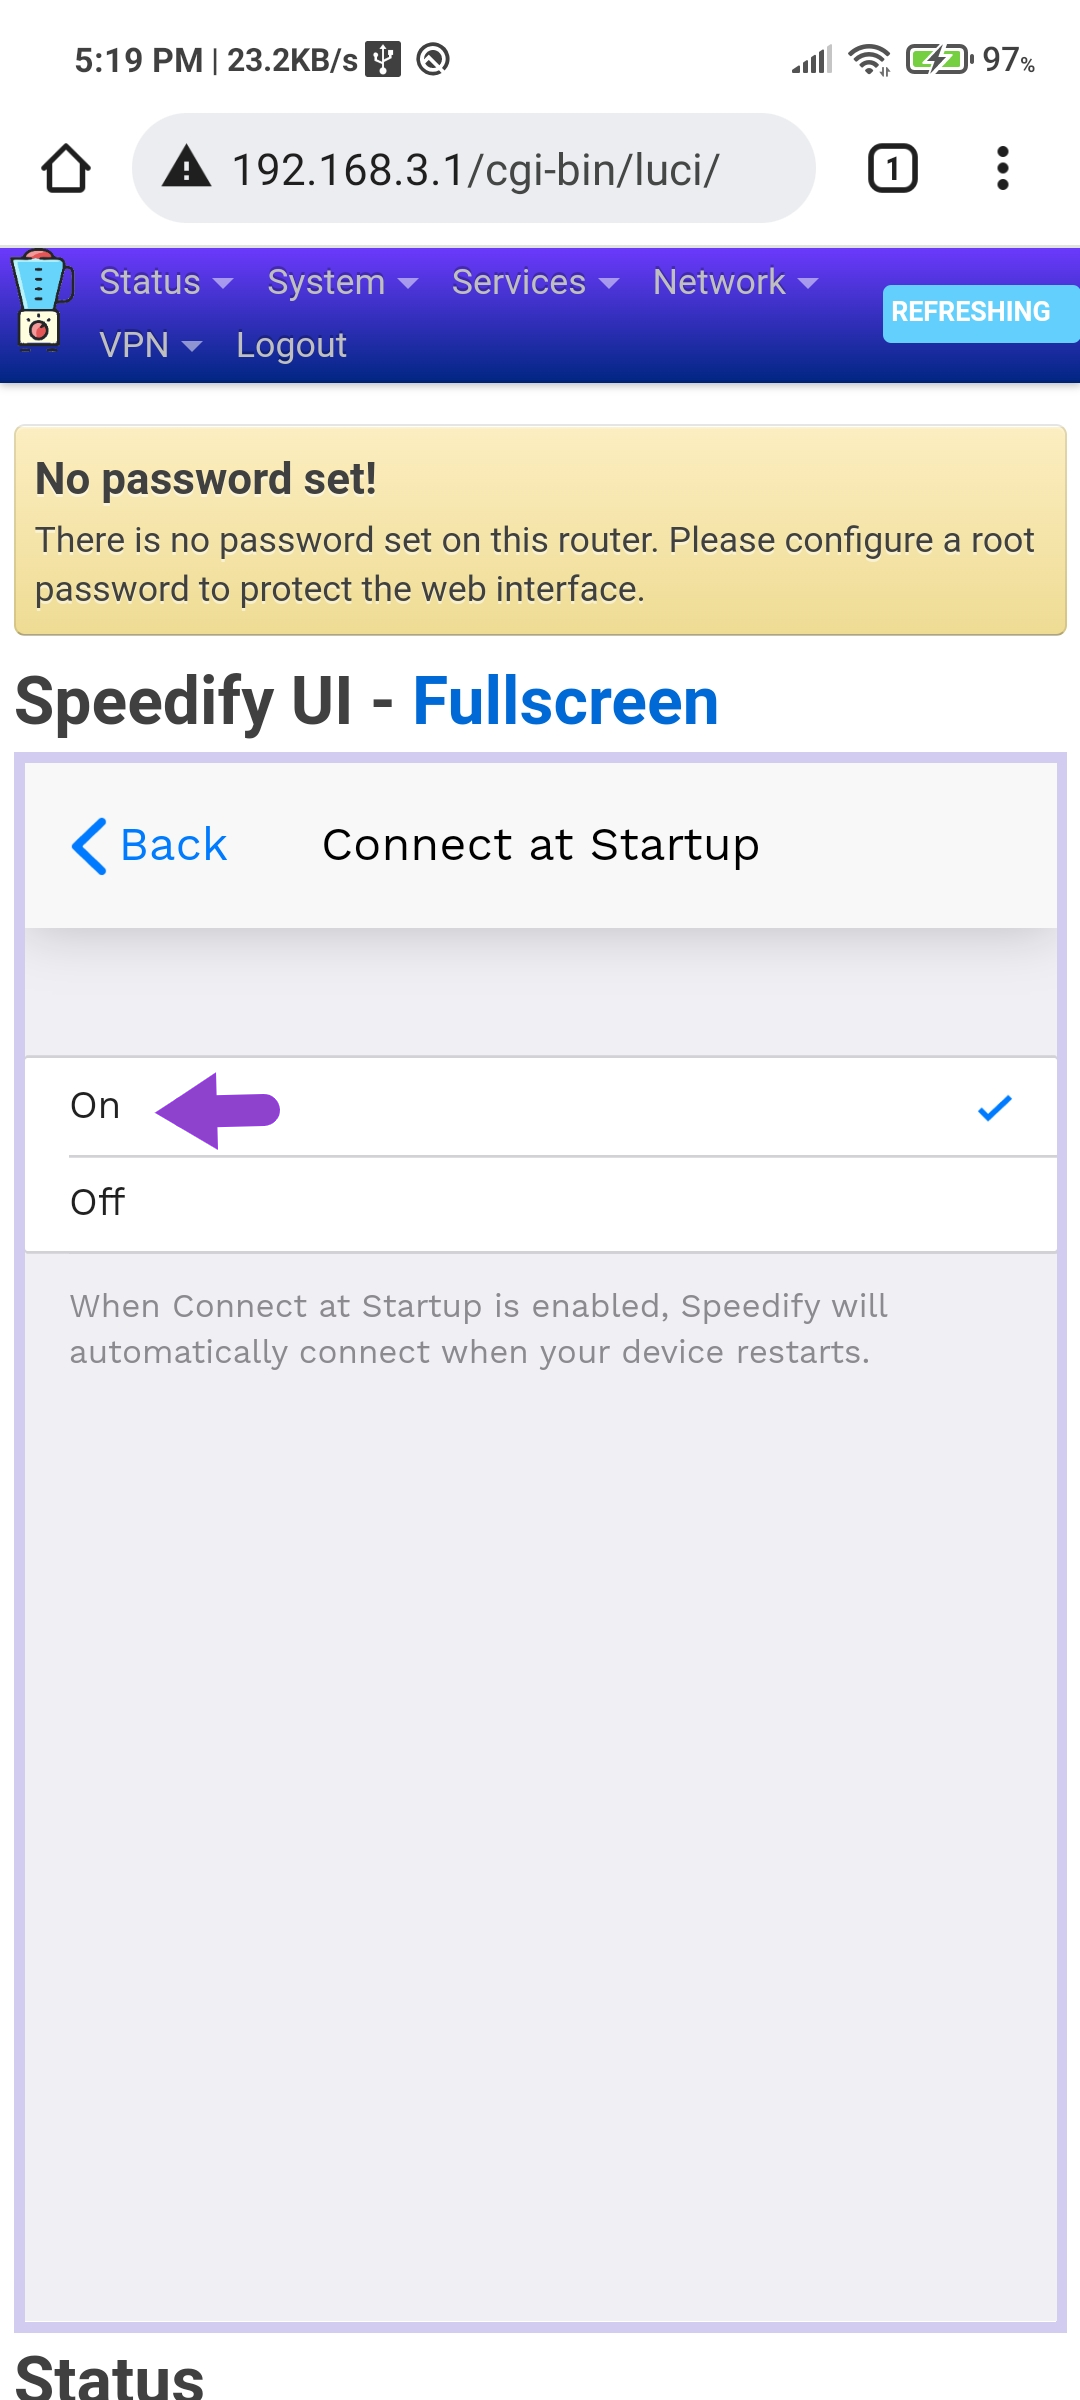 5:19 PM | 23.2KB/s 97%
192.168.3.1/cgi-bin/luci/ 1
Status System Services Network
REFRESHING
VPN Logout
No password set!
There is no password set on this router. Please configure a root
password to protect the web interface.
Speedify UI - Fullscreen
Back Connect at Startup
On
Off
When Connect at Startup is enabled, Speedify will
automatically connect when your device restarts.
Status